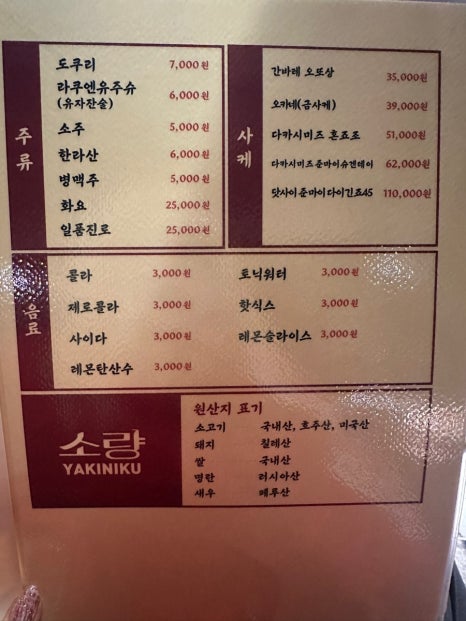 주류
도쿠리 7,000원
라쿠엔유주슈 6,000원
(유자잔술)
소주 5,000원
한라산 6,000원
병맥주 5,000원
화요 25,000원
일품진로 25,000원
사케
간바레 오또상 35,000원
오카네(금사케) 39,000원
다카시미즈 혼죠조 51,000원
다카시미즈준마이슈엔데이 62,000원
닷사이준마이다이긴죠45 110,000원
음료
콜라 3,000원
제로콜라 3,000원
사이다 3,000원
레몬탄산수 3,000원
토닉워터 3,000원
핫식스 3,000원
레몬슬라이스 3,000원
소량
YAKINIKU
원산지 표기
소고기 국내산, 호주산, 미국산
돼지 칠레산
쌀 국내산
명란 러시아산
새우 페루산